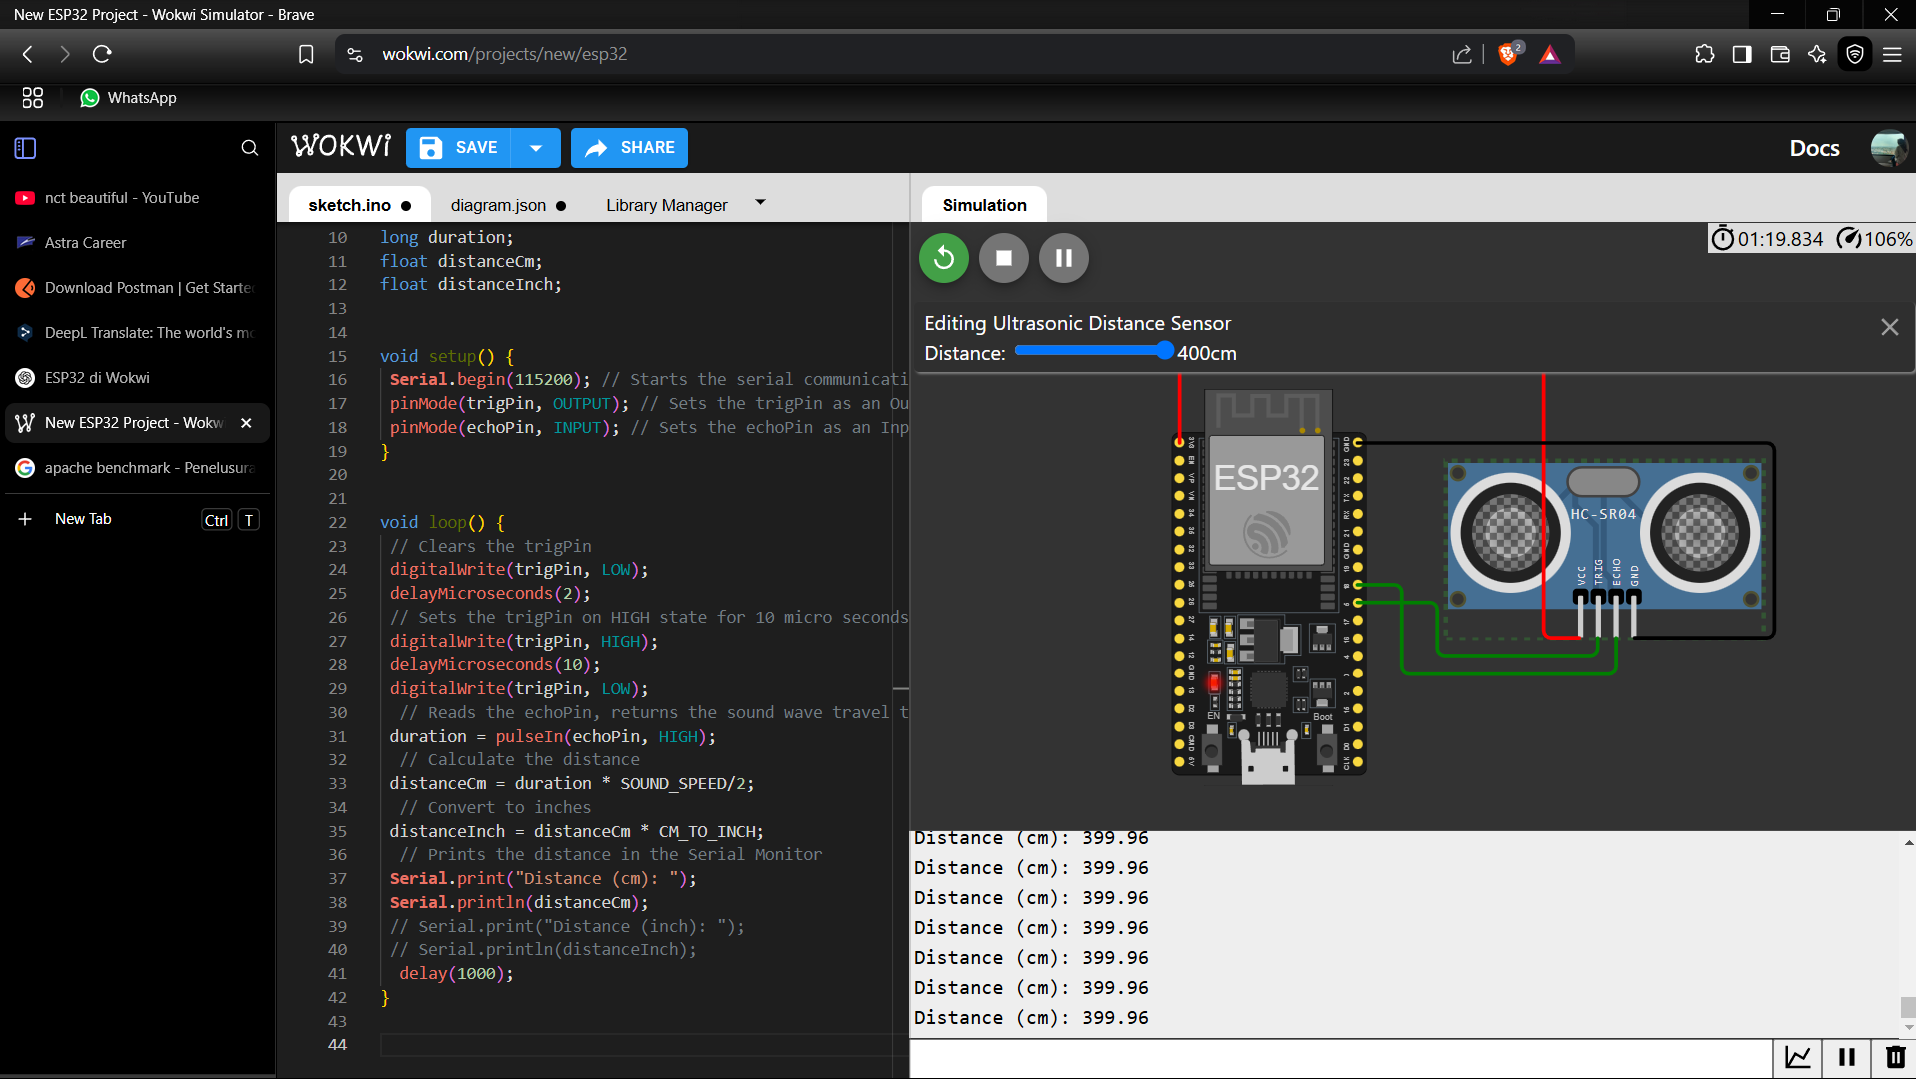 New ESP32 Project - Wokwi Simulator - Brave
wokwi.com/projects/new/esp32
2
WhatsApp
nct beautiful - YouTube
Astra Career
Download Postman | Get Starte
DeepL Translate: The world's mo
ESP32 di Wokwi
New ESP32 Project - Wokw
apache benchmark - Penelusura
New Tab
Ctrl T
WOKWi
SAVE
SHARE
Docs
sketch.ino
diagram.json
Library Manager
10 long duration;
11 float distanceCm;
12 float distanceInch;
13
14
15 void setup() {
16 Serial.begin(115200); // Starts the serial communicati
17 pinMode(trigPin, OUTPUT); // Sets the trigPin as an Ou
18 pinMode(echoPin, INPUT); // Sets the echoPin as an Inp
19 }
20
21
22 void loop() {
23 // Clears the trigPin
24 digitalWrite(trigPin, LOW);
25 delayMicroseconds(2);
26 // Sets the trigPin on HIGH state for 10 micro seconds
27 digitalWrite(trigPin, HIGH);
28 delayMicroseconds(10);
29 digitalWrite(trigPin, LOW);
30 // Reads the echoPin, returns the sound wave travel t
31 duration = pulseIn(echoPin, HIGH);
32 // Calculate the distance
33 distanceCm = duration * SOUND_SPEED/2;
34 // Convert to inches
35 distanceInch = distanceCm * CM_TO_INCH;
36 // Prints the distance in the Serial Monitor
37 Serial.print("Distance (cm): ");
38 Serial.println(distanceCm);
39 // Serial.print("Distance (inch): ");
40 // Serial.println(distanceInch);
41 delay(1000);
42 }
43
44
Simulation
01:19.834 106%
Editing Ultrasonic Distance Sensor
Distance: 400cm
ESP32
EN
Boot
HC-SR04
VCC
TRIG
ECHO
GND
Distance (cm): 399.96
Distance (cm): 399.96
Distance (cm): 399.96
Distance (cm): 399.96
Distance (cm): 399.96
Distance (cm): 399.96
Distance (cm): 399.96